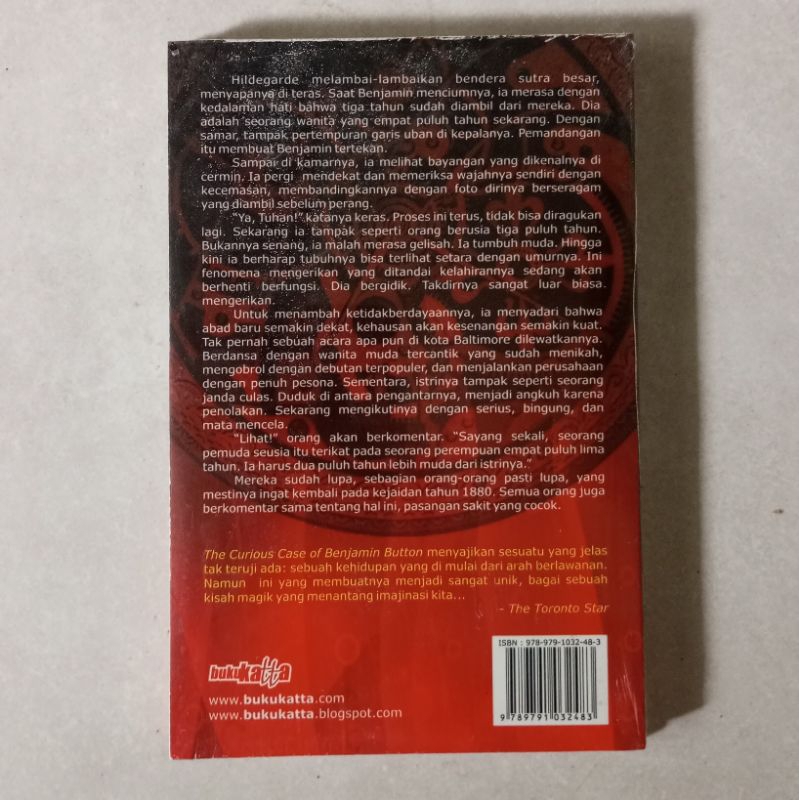 Hildegarde melambai-lambaikan bendera sutra besar,
menyapanya di teras. Saat Benjamin menciumnya, ia merasa dengan
kedalaman hati bahwa tiga tahun sudah diambil dari mereka. Dia
adalah seorang wanita yang empat puluh tahun sekarang. Dengan
samar, tampak pertempuran garis uban di kepalanya. Pemandangan
itu membuat Benjamin tertekan.
Sampai di kamarnya, ia melihat bayangan yang dikenalnya di
cermin. Ia pergi mendekat dan memeriksa wajahnya sendiri dengan
kecemasan, membandingkannya dengan foto dirinya berseragam
yang diambil sebelum perang.
"Ya, Tuhan!" katanya keras. Proses ini terus, tidak bisa diragukan
lagi. Sekarang ia tampak seperti orang berusia tiga puluh tahun.
Bukannya senang, ia malah merasa gelisah. Ia tumbuh muda. Hingga
kini ia berharap tubuhnya bisa terlihat setara dengan umurnya. Ini
fenomena mengerikan yang ditandai kelahirannya sedang akan
berhenti berfungsi. Dia bergidik. Takdirnya sangat luar biasa.
mengerikan.
Untuk menambah ketidakberdayaannya, ia menyadari bahwa
abad baru semakin dekat, kehausan akan kesenangan semakin kuat.
Tak pernah sebuah acara apa pun di kota Baltimore dilewatkannya.
Berdansa dengan wanita muda tercantik yang sudah menikah,
mengobrol dengan debutan terpopuler, dan menjalankan perusahaan
dengan penuh pesona. Sementara, istrinya tampak seperti seorang
janda culas. Duduk di antara pengantarnya, menjadi angkuh karena
penolakan. Sekarang mengikutinya dengan serius, bingung, dan
mata mencela.
"Lihat!" orang akan berkomentar. "Sayang sekali, seorang
pemuda seusia itu terikat pada seorang perempuan empat puluh lima
tahun. Ia harus dua puluh tahun lebih muda dari istrinya."
Mereka sudah lupa, sebagian orang-orang pasti lupa, yang
mestinya ingat kembali pada kejaidan tahun 1880. Semua orang juga
berkomentar sama tentang hal ini, pasangan sakit yang cocok.
The Curious Case of Benjamin Button menyajikan sesuatu yang jelas
tak teruji ada: sebuah kehidupan yang di mulai dari arah berlawanan.
Namun ini yang membuatnya menjadi sangat unik, bagai sebuah
kisah magik yang menantang imajinasi kita...
- The Toronto Star
ISBN : 978-979-1032-48-3
9 789791 032483
bukukatta
www.bukukatta.com
www.bukukatta.blogspot.com